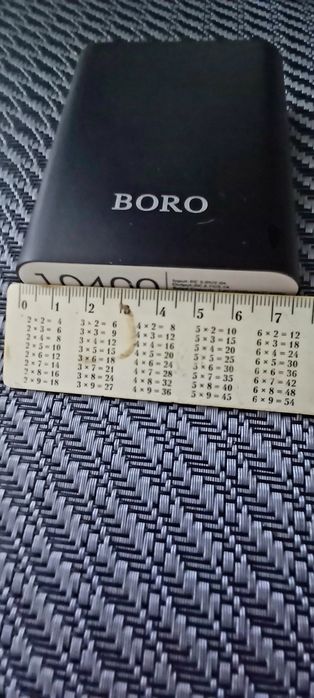 BORO
0 1 2 3 4 5 6 7
2 × 2 = 4 3 × 2 = 6 4 × 2 = 8 5 × 2 = 10 6 × 2 = 12
2 × 3 = 6 3 × 3 = 9 4 × 3 = 12 5 × 3 = 15 6 × 3 = 18
2 × 4 = 8 3 × 4 = 12 4 × 4 = 16 5 × 4 = 20 6 × 4 = 24
2 × 5 = 10 3 × 5 = 15 4 × 5 = 20 5 × 5 = 25 6 × 5 = 30
2 × 6 = 12 3 × 6 = 18 4 × 6 = 24 5 × 6 = 30 6 × 6 = 36
2 × 7 = 14 3 × 7 = 21 4 × 7 = 28 5 × 7 = 35 6 × 7 = 42
2 × 8 = 16 3 × 8 = 24 4 × 8 = 32 5 × 8 = 40 6 × 8 = 48
2 × 9 = 18 3 × 9 = 27 4 × 9 = 36 5 × 9 = 45 6 × 9 = 54